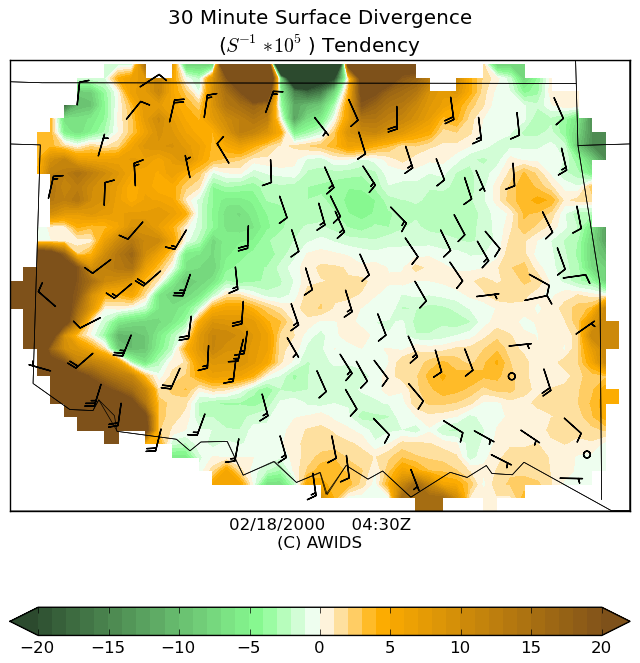 30 Minute Surface Divergence
(S⁻¹ ∗ 10⁵ ) Tendency
02/18/2000 04:30Z
(C) AWIDS
−20 −15 −10 −5 0 5 10 15 20